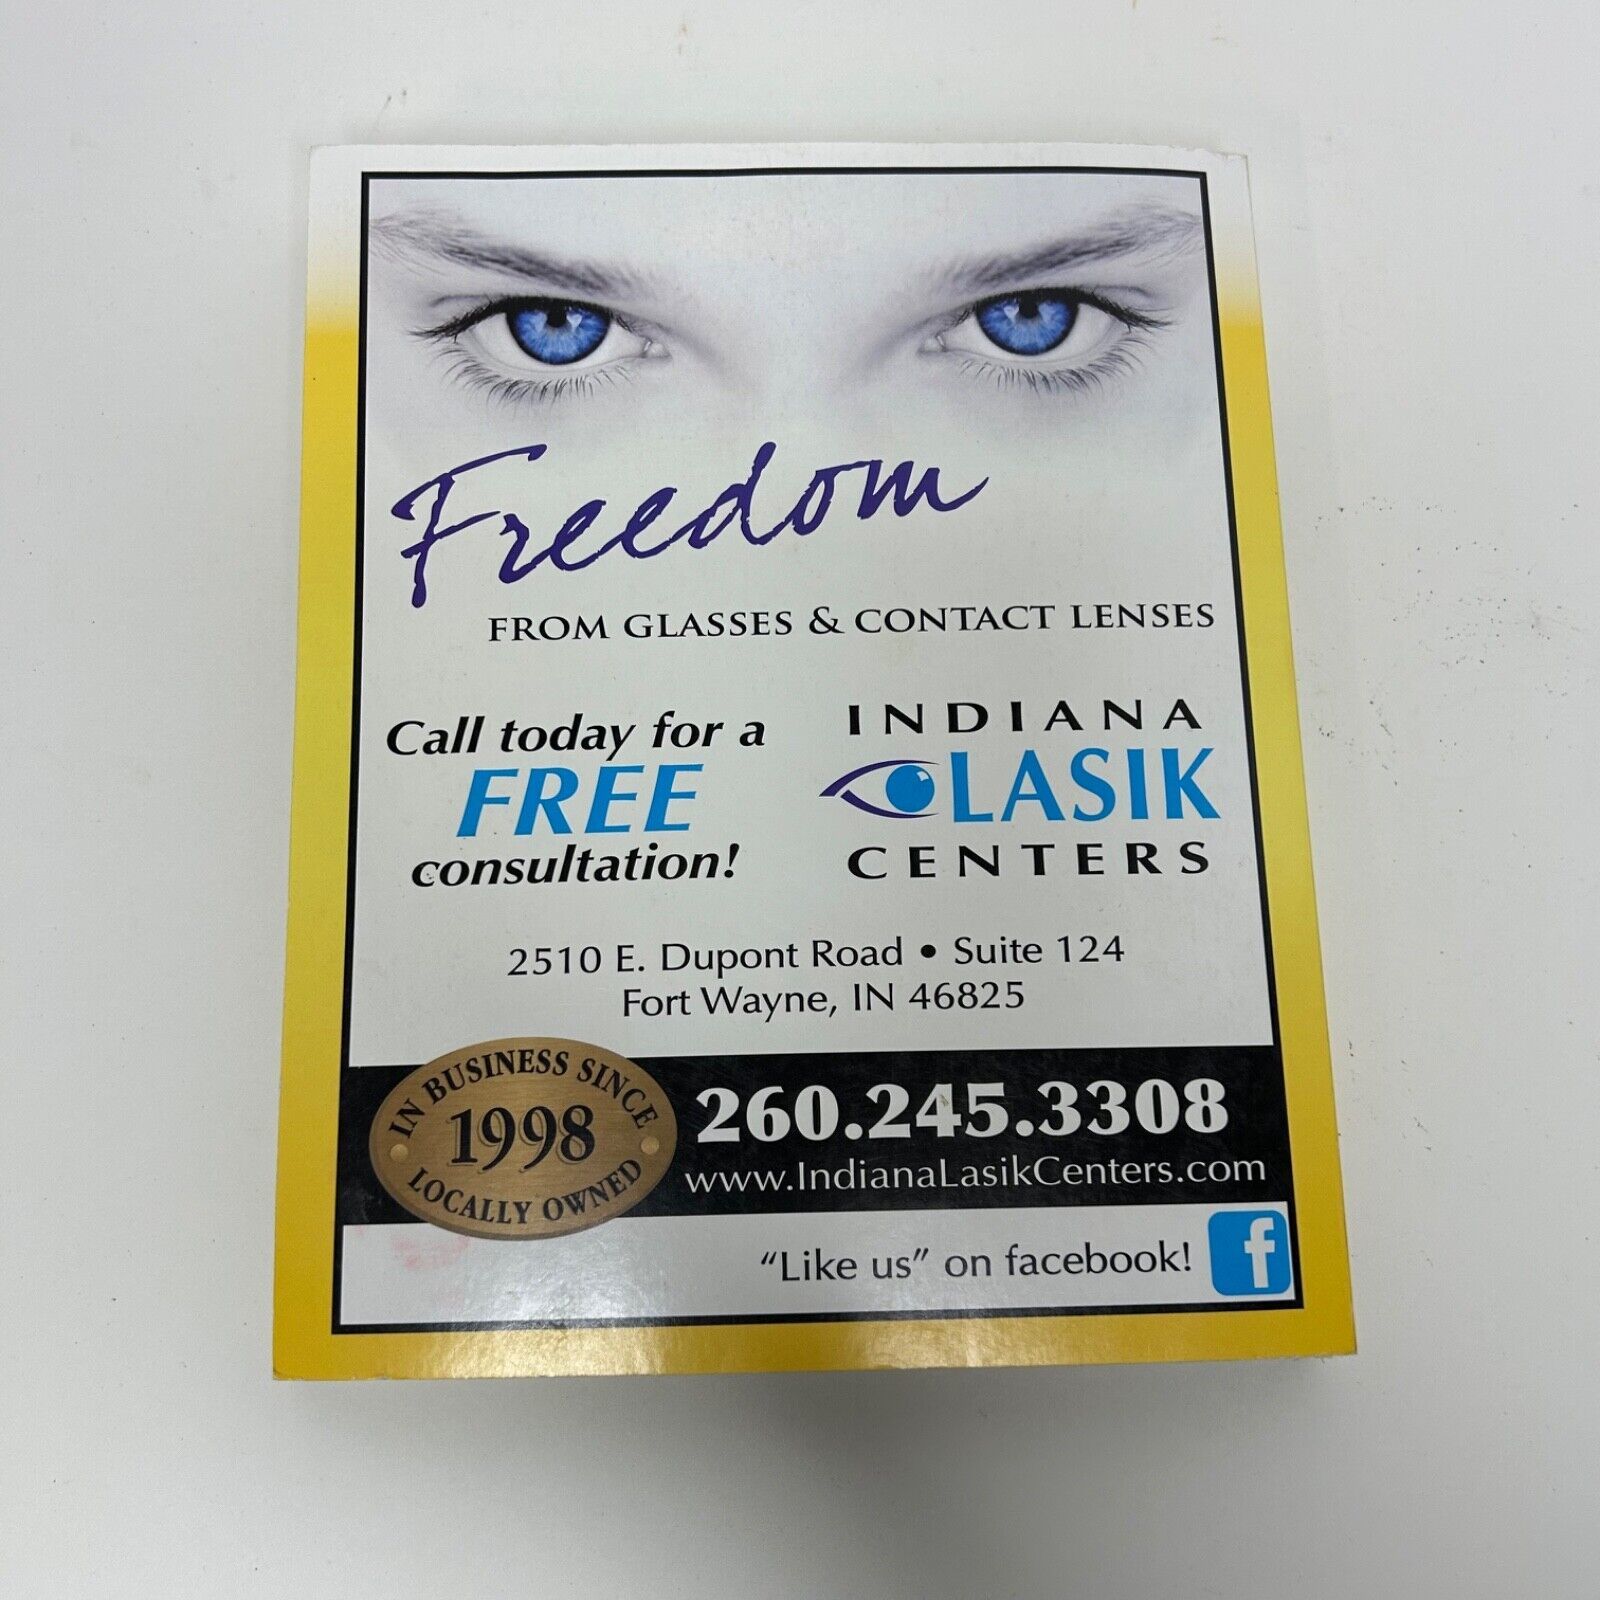 Freedom
FROM GLASSES & CONTACT LENSES
Call today for a
FREE
consultation!
INDIANA
LASIK
CENTERS
2510 E. Dupont Road • Suite 124
Fort Wayne, IN 46825
IN BUSINESS SINCE
1998
LOCALLY OWNED
260.245.3308
www.IndianaLasikCenters.com
"Like us" on facebook!
f